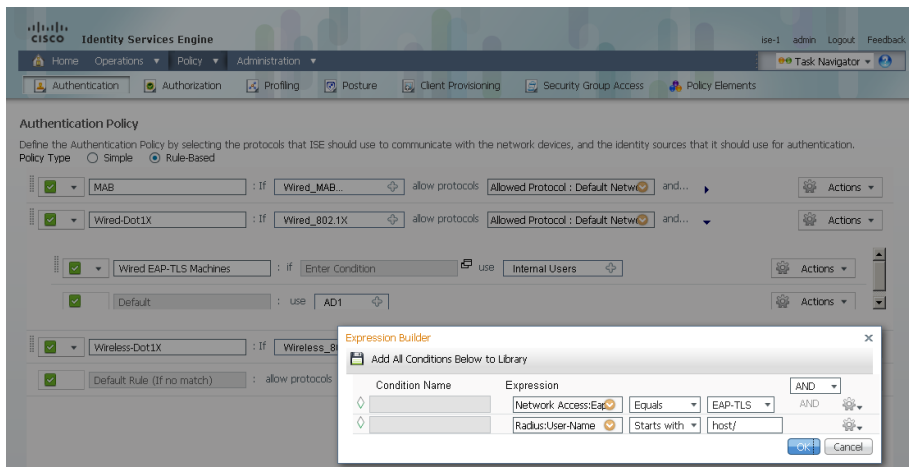 CISCO Identity Services Engine
ise-1 admin Logout Feedback
Home Operations Policy Administration
Task Navigator
Authentication Authorization Profiling Posture Client Provisioning Security Group Access Policy Elements
Authentication Policy
Define the Authentication Policy by selecting the protocols that ISE should use to communicate with the network devices, and the identity sources that it should use for authentication.
Policy Type Simple Rule-Based
MAB : If Wired_MAB... allow protocols Allowed Protocol : Default Netw and... Actions
Wired-Dot1X : If Wired_802.1X allow protocols Allowed Protocol : Default Netw and... Actions
Wired EAP-TLS Machines : if Enter Condition use Internal Users Actions
Default : use AD1 Actions
Wireless-Dot1X : If Wireless_8
Default Rule (If no match) : allow protocols
Expression Builder
Add All Conditions Below to Library
Condition Name Expression AND
Network Access:Eap Equals EAP-TLS AND
Radius:User-Name Starts with host/
OK Cancel